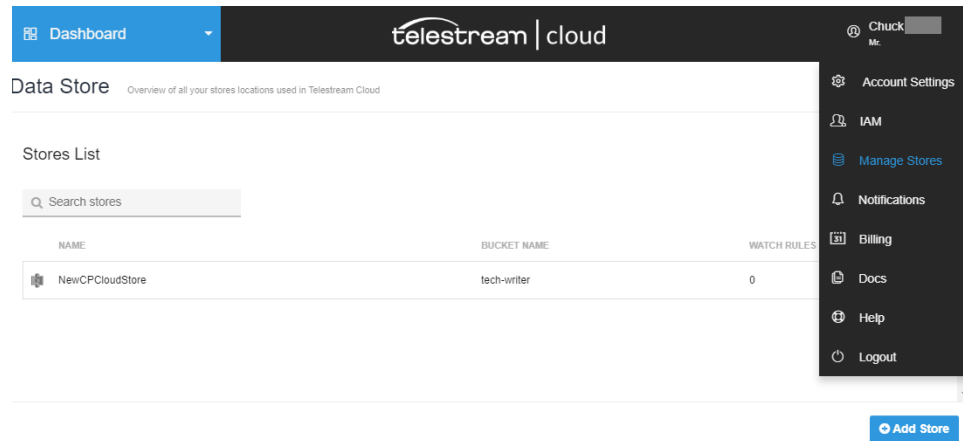 Dashboard
telestream | cloud
Chuck
Mr.
Data Store Overview of all your stores locations used in Telestream Cloud
Account Settings
IAM
Stores List
Manage Stores
Search stores
Notifications
NAME BUCKET NAME WATCH RULES
31 Billing
NewCPCloudStore tech-writer 0
Docs
Help
Logout
Add Store